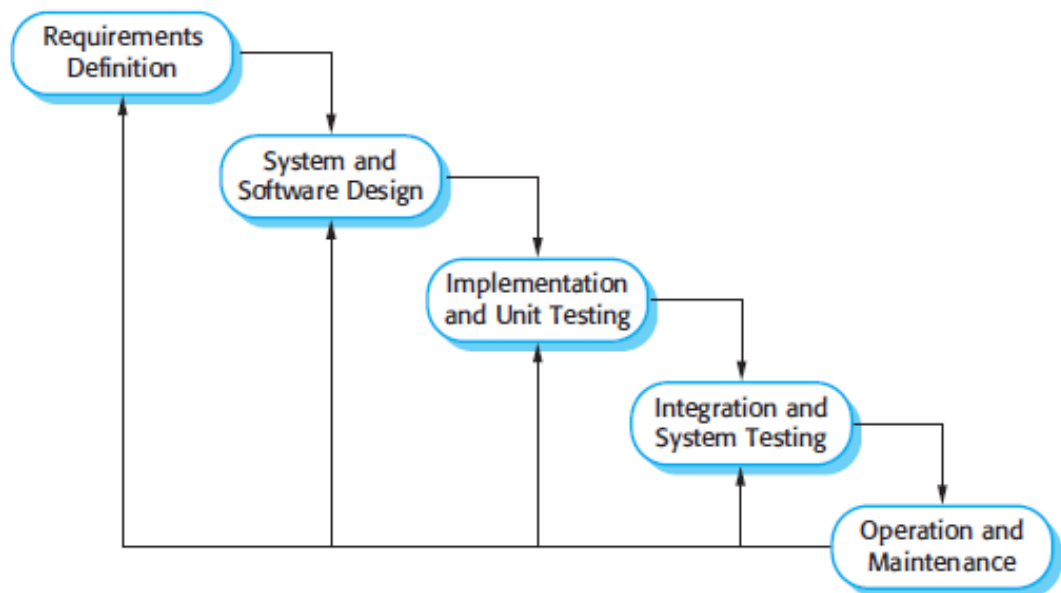 Requirements
Definition
System and
Software Design
Implementation
and Unit Testing
Integration and
System Testing
Operation and
Maintenance